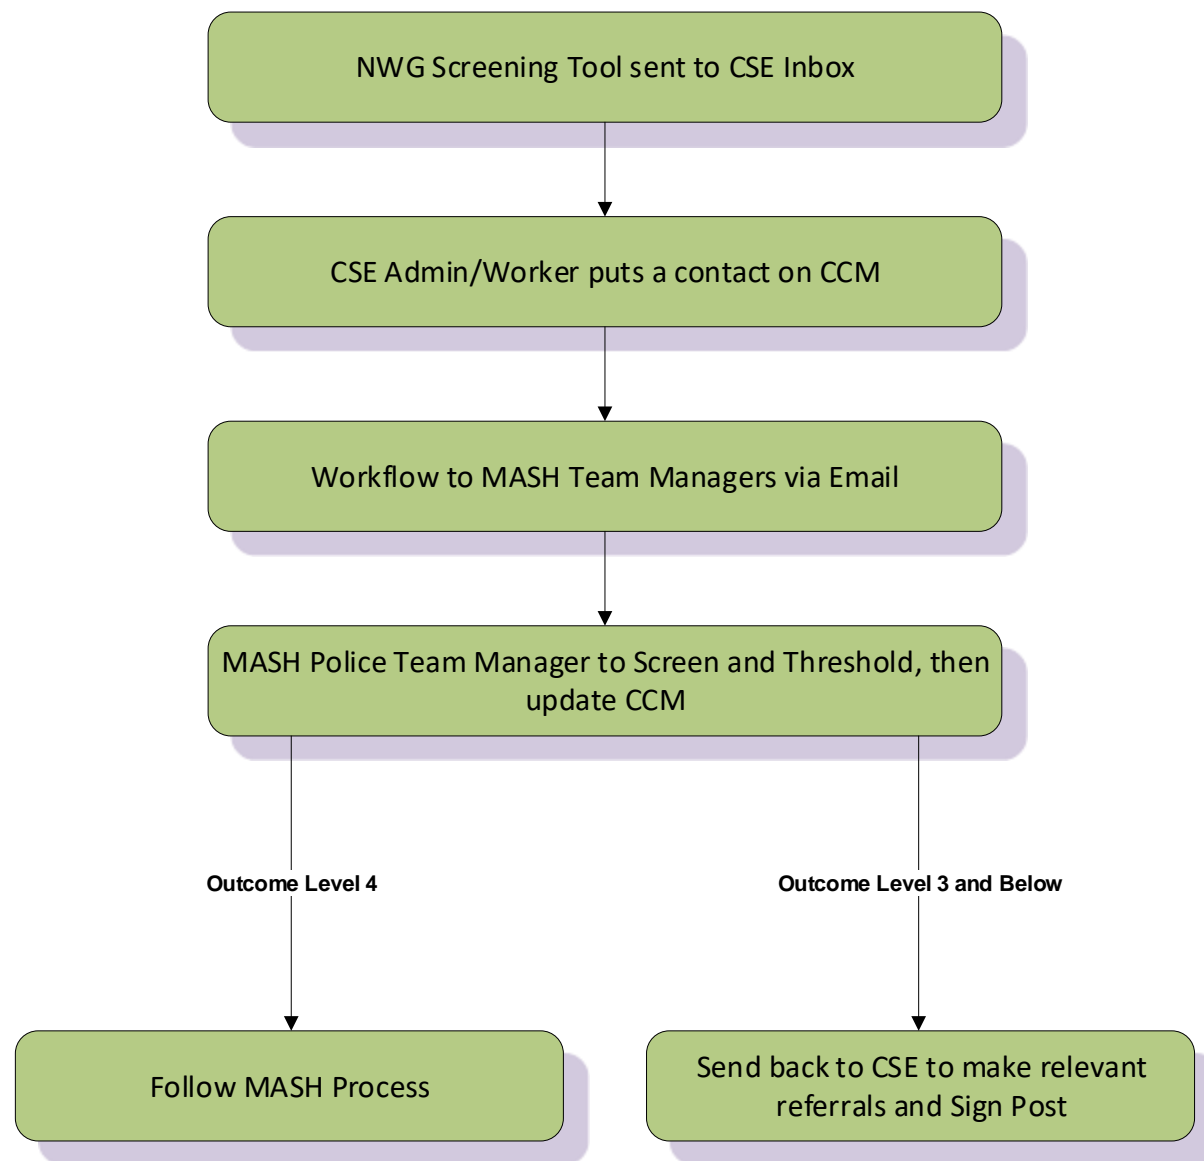 NWG Screening Tool sent to CSE Inbox
CSE Admin/Worker puts a contact on CCM
Workflow to MASH Team Managers via Email
MASH Police Team Manager to Screen and Threshold, then
update CCM
Outcome Level 4
Outcome Level 3 and Below
Follow MASH Process
Send back to CSE to make relevant
referrals and Sign Post